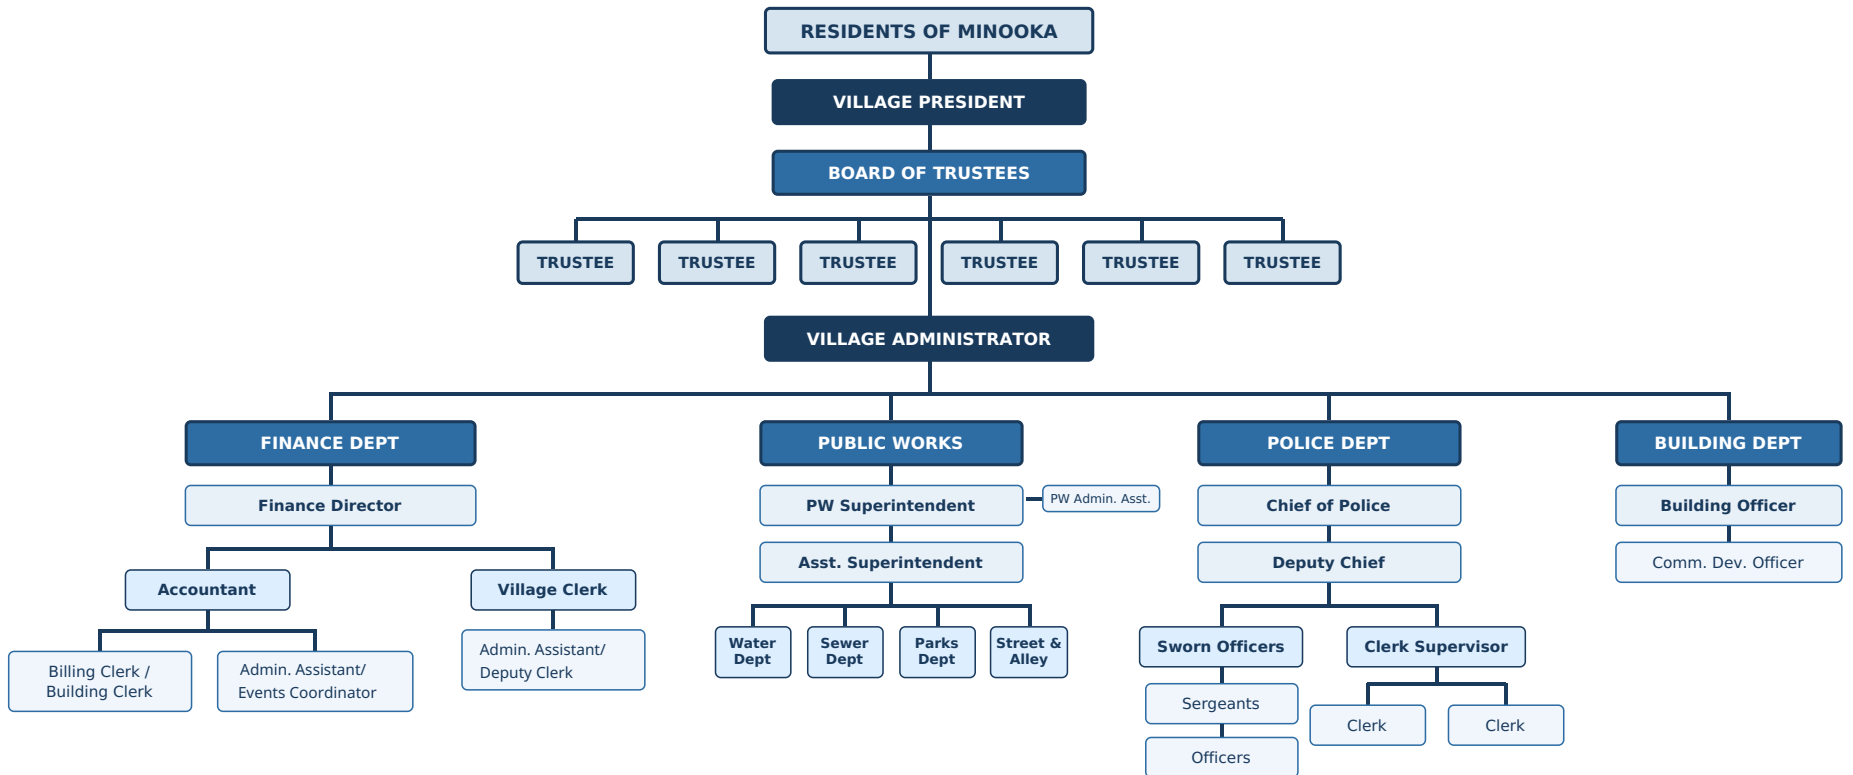 RESIDENTS OF MINOOKA
VILLAGE PRESIDENT
BOARD OF TRUSTEES
TRUSTEE
TRUSTEE
TRUSTEE
TRUSTEE
TRUSTEE
TRUSTEE
VILLAGE ADMINISTRATOR
FINANCE DEPT
Finance Director
Accountant
Billing Clerk /
Building Clerk
Admin. Assistant/
Events Coordinator
Village Clerk
Admin. Assistant/
Deputy Clerk
PUBLIC WORKS
PW Superintendent
PW Admin. Asst.
Asst. Superintendent
Water
Dept
Sewer
Dept
Parks
Dept
Street &
Alley
POLICE DEPT
Chief of Police
Deputy Chief
Sworn Officers
Sergeants
Officers
Clerk Supervisor
Clerk
Clerk
BUILDING DEPT
Building Officer
Comm. Dev. Officer